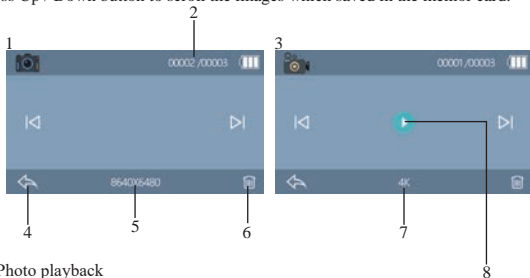 ss Up / Down button to scroll the images which saved in the memor card.
2
1
3
00002 /00003
00001 /00003
8640X6480
4K
4
5
6
7
8
Photo playback